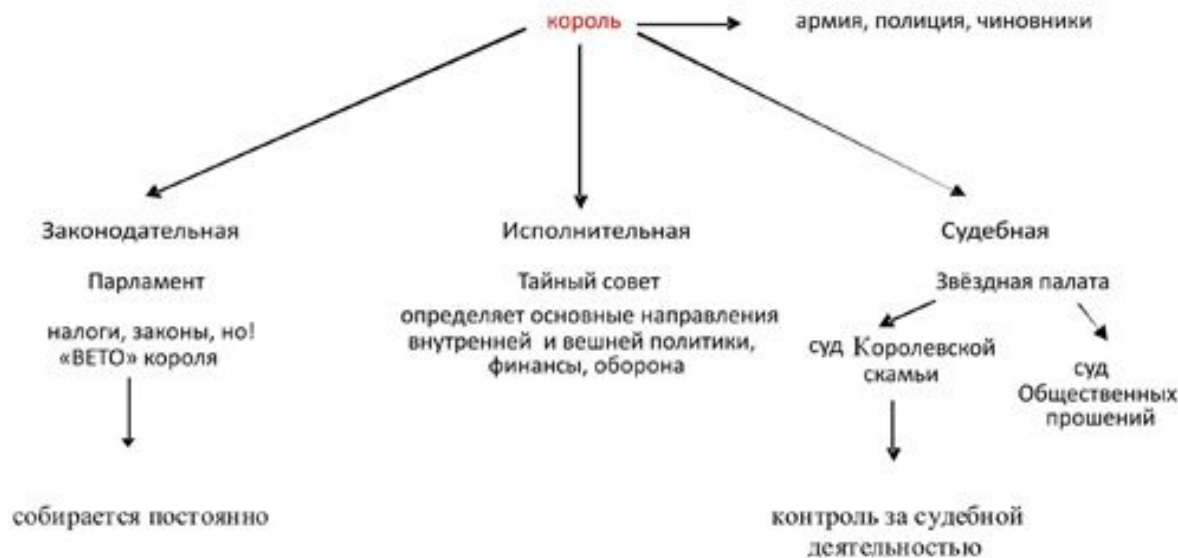 король
армия, полиция, чиновники
Законодательная
Парламент
налоги, законы, но!
«ВЕТО» короля
собирается постоянно
Исполнительная
Тайный совет
определяет основные направления
внутренней и вешней политики,
финансы, оборона
Судебная
Звёздная палата
суд Королевской
скамьи
суд
Общественных
прошений
контроль за судебной
деятельностью